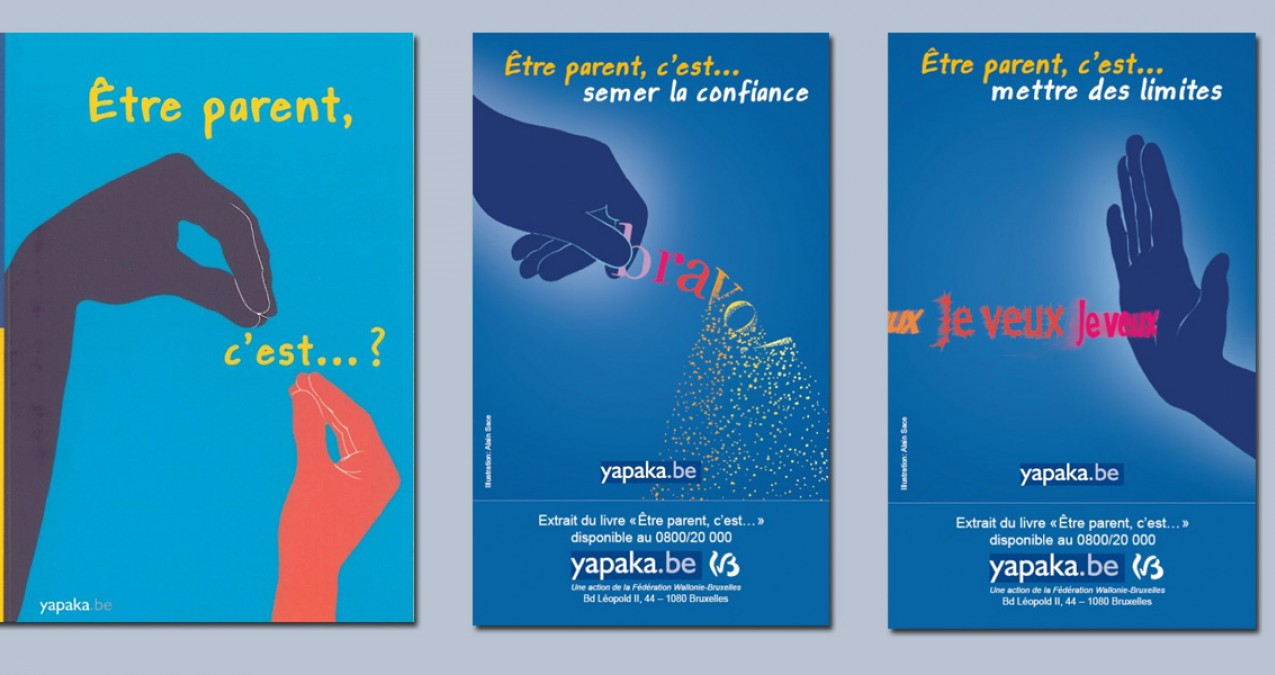 Être parent,
c'est... ?
yapaka.be
Être parent, c'est...
semer la confiance
bravo
Illustration: Alain Sace
yapaka.be
Extrait du livre « Être parent, c'est... »
disponible au 0800/20 000
yapaka.be
Une action de la Fédération Wallonie-Bruxelles
Bd Léopold II, 44 – 1080 Bruxelles
Être parent, c'est...
mettre des limites
ux Je veux Je veux
Illustration: Alain Sace
yapaka.be
Extrait du livre « Être parent, c'est... »
disponible au 0800/20 000
yapaka.be
Une action de la Fédération Wallonie-Bruxelles
Bd Léopold II, 44 – 1080 Bruxelles